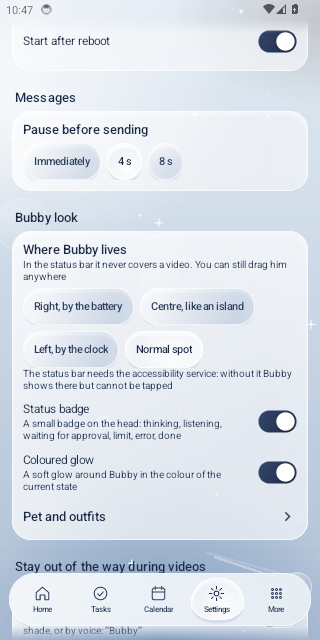 10:47
Start after reboot
Messages
Pause before sending
Immediately
4 s
8 s
Bubby look
Where Bubby lives
In the status bar it never covers a video. You can still drag him
anywhere
Right, by the battery
Centre, like an island
Left, by the clock
Normal spot
The status bar needs the accessibility service: without it Bubby
shows there but cannot be tapped
Status badge
A small badge on the head: thinking, listening,
waiting for approval, limit, error, done
Coloured glow
A soft glow around Bubby in the colour of the
current state
Pet and outfits
Stay out of the way during videos
Home
Tasks
Calendar
Settings
More
shade, or by voice: “Bubby”